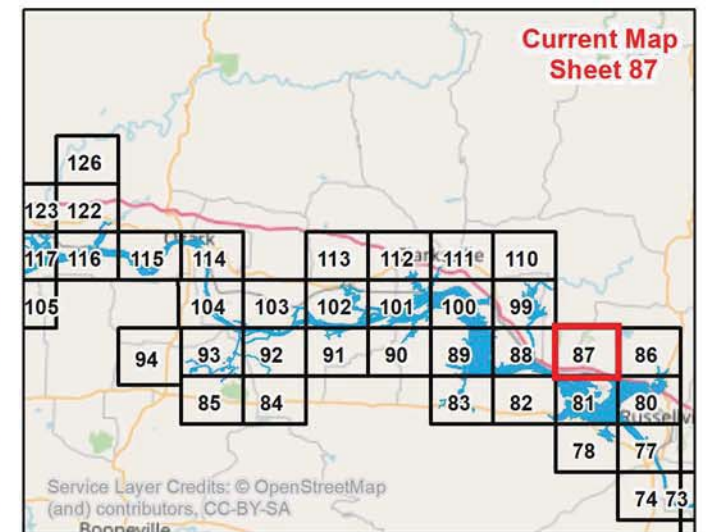 Current Map
Sheet 87
126
123 122
Ozark
117 116 115 114 113 112 111 110
105 104 103 102 101 100 99
94 93 92 91 90 89 88 87 86
85 84 83 82 81 80
78 77
74 73
Service Layer Credits: © OpenStreetMap
(and) contributors, CC-BY-SA
Booneville